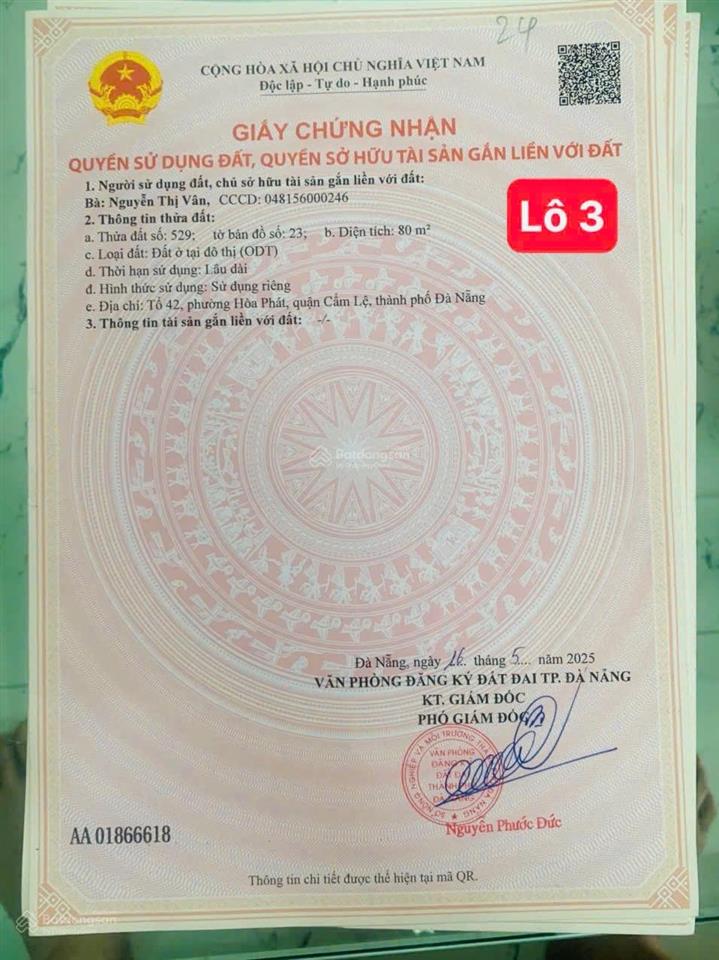 24
CỘNG HÒA XÃ HỘI CHỦ NGHĨA VIỆT NAM
Độc lập - Tự do - Hạnh phúc
GIẤY CHỨNG NHẬN
QUYỀN SỬ DỤNG ĐẤT, QUYỀN SỞ HỮU TÀI SẢN GẮN LIỀN VỚI ĐẤT
1. Người sử dụng đất, chủ sở hữu tài sản gắn liền với đất:
Bà: Nguyễn Thị Vân, CCCD: 048156000246
2. Thông tin thửa đất:
Lô 3
a. Thửa đất số: 529; tờ bản đồ số: 23; b. Diện tích: 80 m²
c. Loại đất: Đất ở tại đô thị (ODT)
d. Thời hạn sử dụng: Lâu dài
đ. Hình thức sử dụng: Sử dụng riêng
e. Địa chỉ: Tổ 42, phường Hòa Phát, quận Cẩm Lệ, thành phố Đà Nẵng
3. Thông tin tài sản gắn liền với đất: -/-
Batdongsan
Đà Nẵng, ngày 16 tháng 5 năm 2025
VĂN PHÒNG ĐĂNG KÝ ĐẤT ĐAI TP. ĐÀ NẴNG
KT. GIÁM ĐỐC
PHÓ GIÁM ĐỐC
VĂN PHÒNG
ĐĂNG KÝ
Nguyễn Phước Đức
AA 01866618
Thông tin chi tiết được thể hiện tại mã QR.
Batdongsan